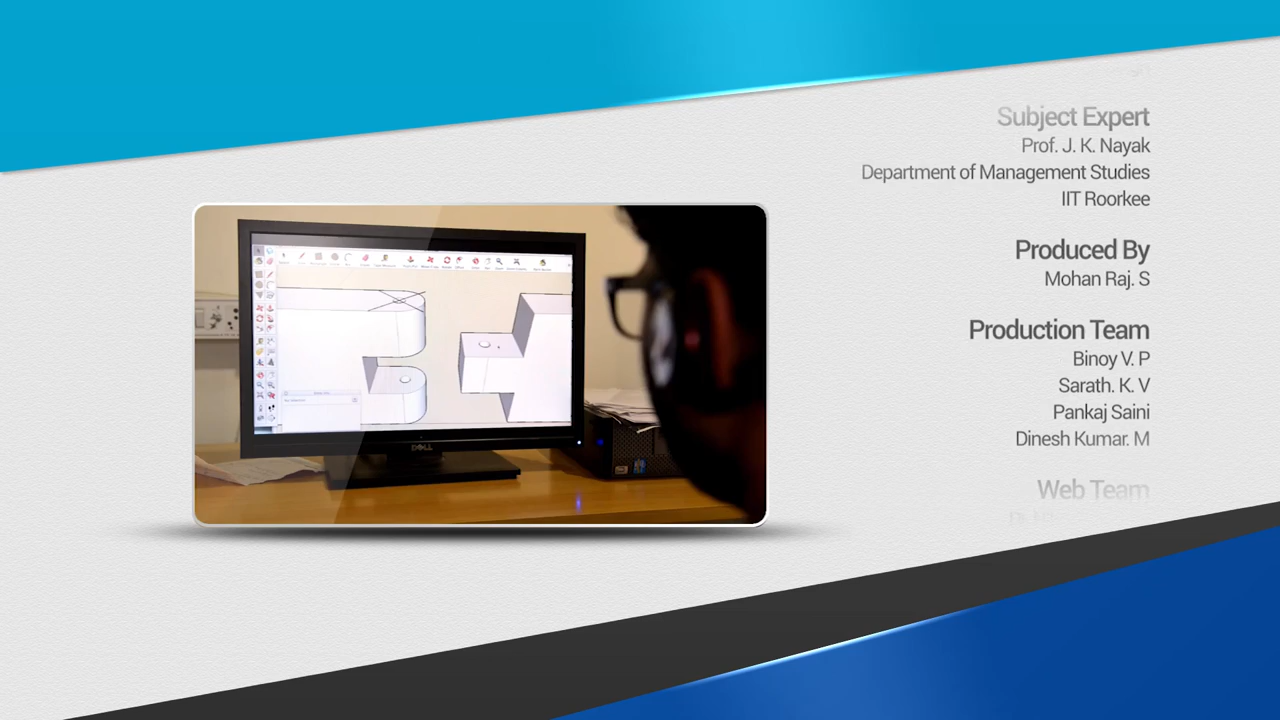 Subject Expert
Prof. J. K. Nayak
Department of Management Studies
IIT Roorkee
Produced By
Mohan Raj. S
Production Team
Binoy V. P
Sarath. K. V
Pankaj Saini
Dinesh Kumar. M
Web Team
DELL